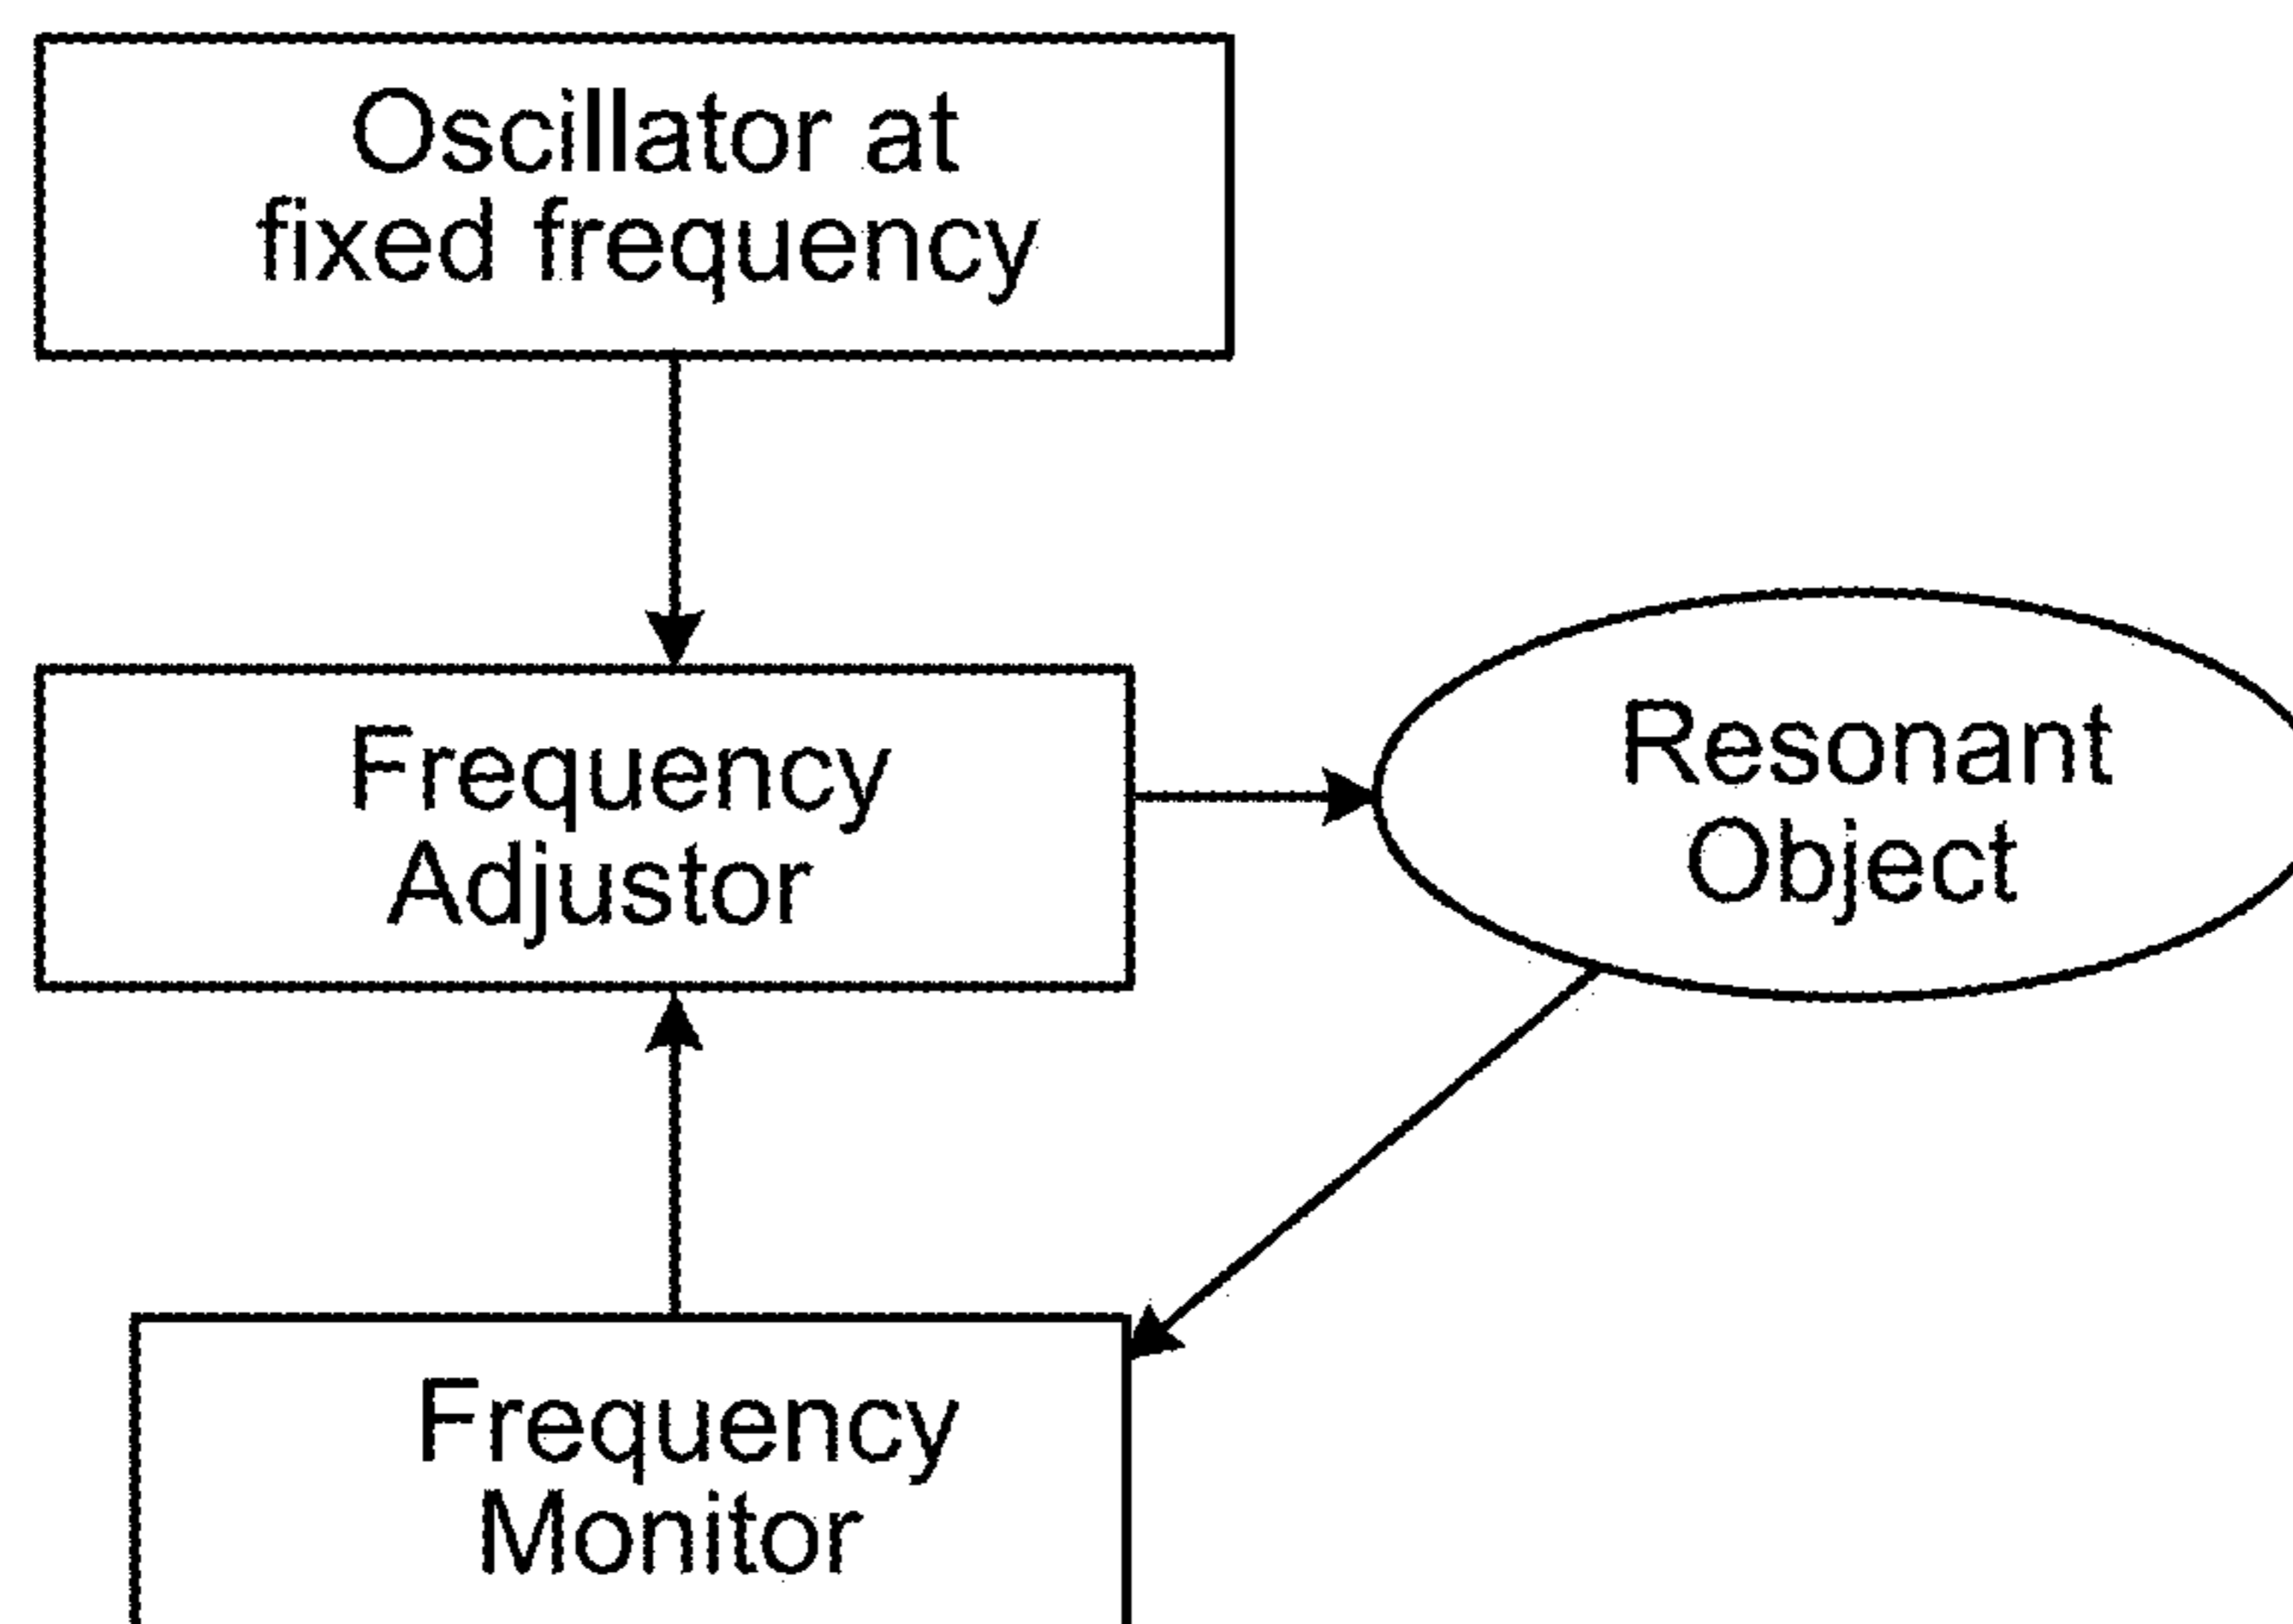 Oscillator at
fixed frequency
Frequency
Adjustor
Resonant
Object
Frequency
Monitor